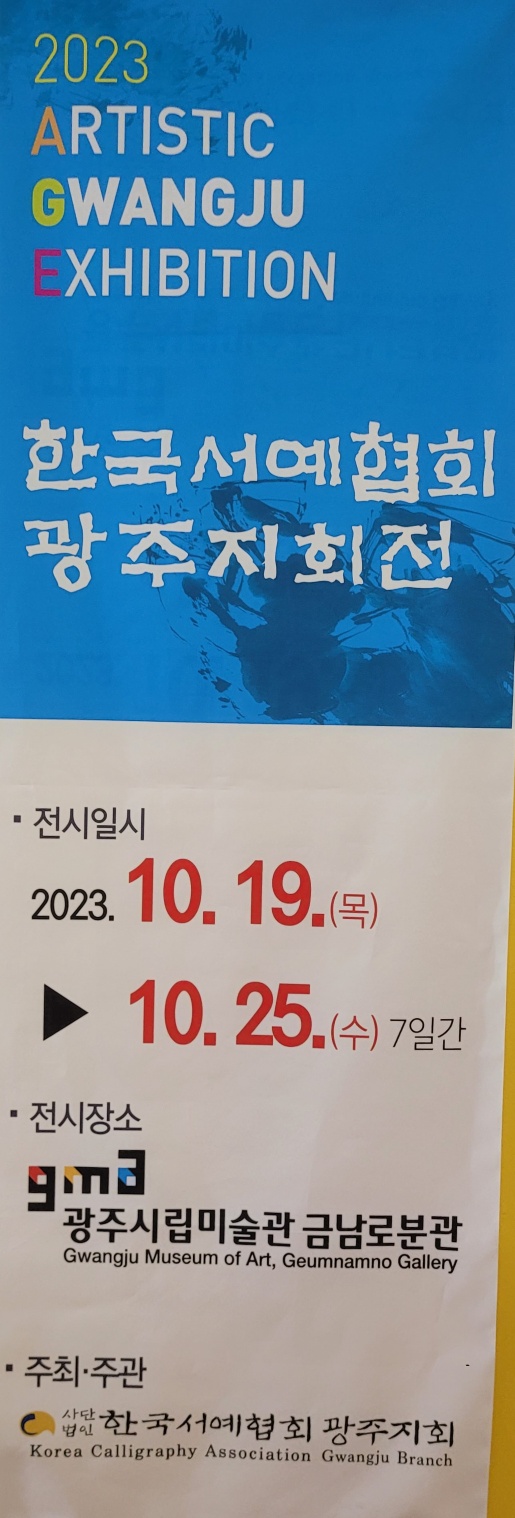 2023
ARTISTIC
GWANGJU
EXHIBITION
한국서예협회
광주지회전
▪ 전시일시
2023. 10. 19.(목)
▶ 10. 25.(수) 7일간
▪ 전시장소
gma
광주시립미술관 금남로분관
Gwangju Museum of Art, Geumnamno Gallery
▪ 주최·주관
사단법인 한국서예협회 광주지회
Korea Calligraphy Association Gwangju Branch